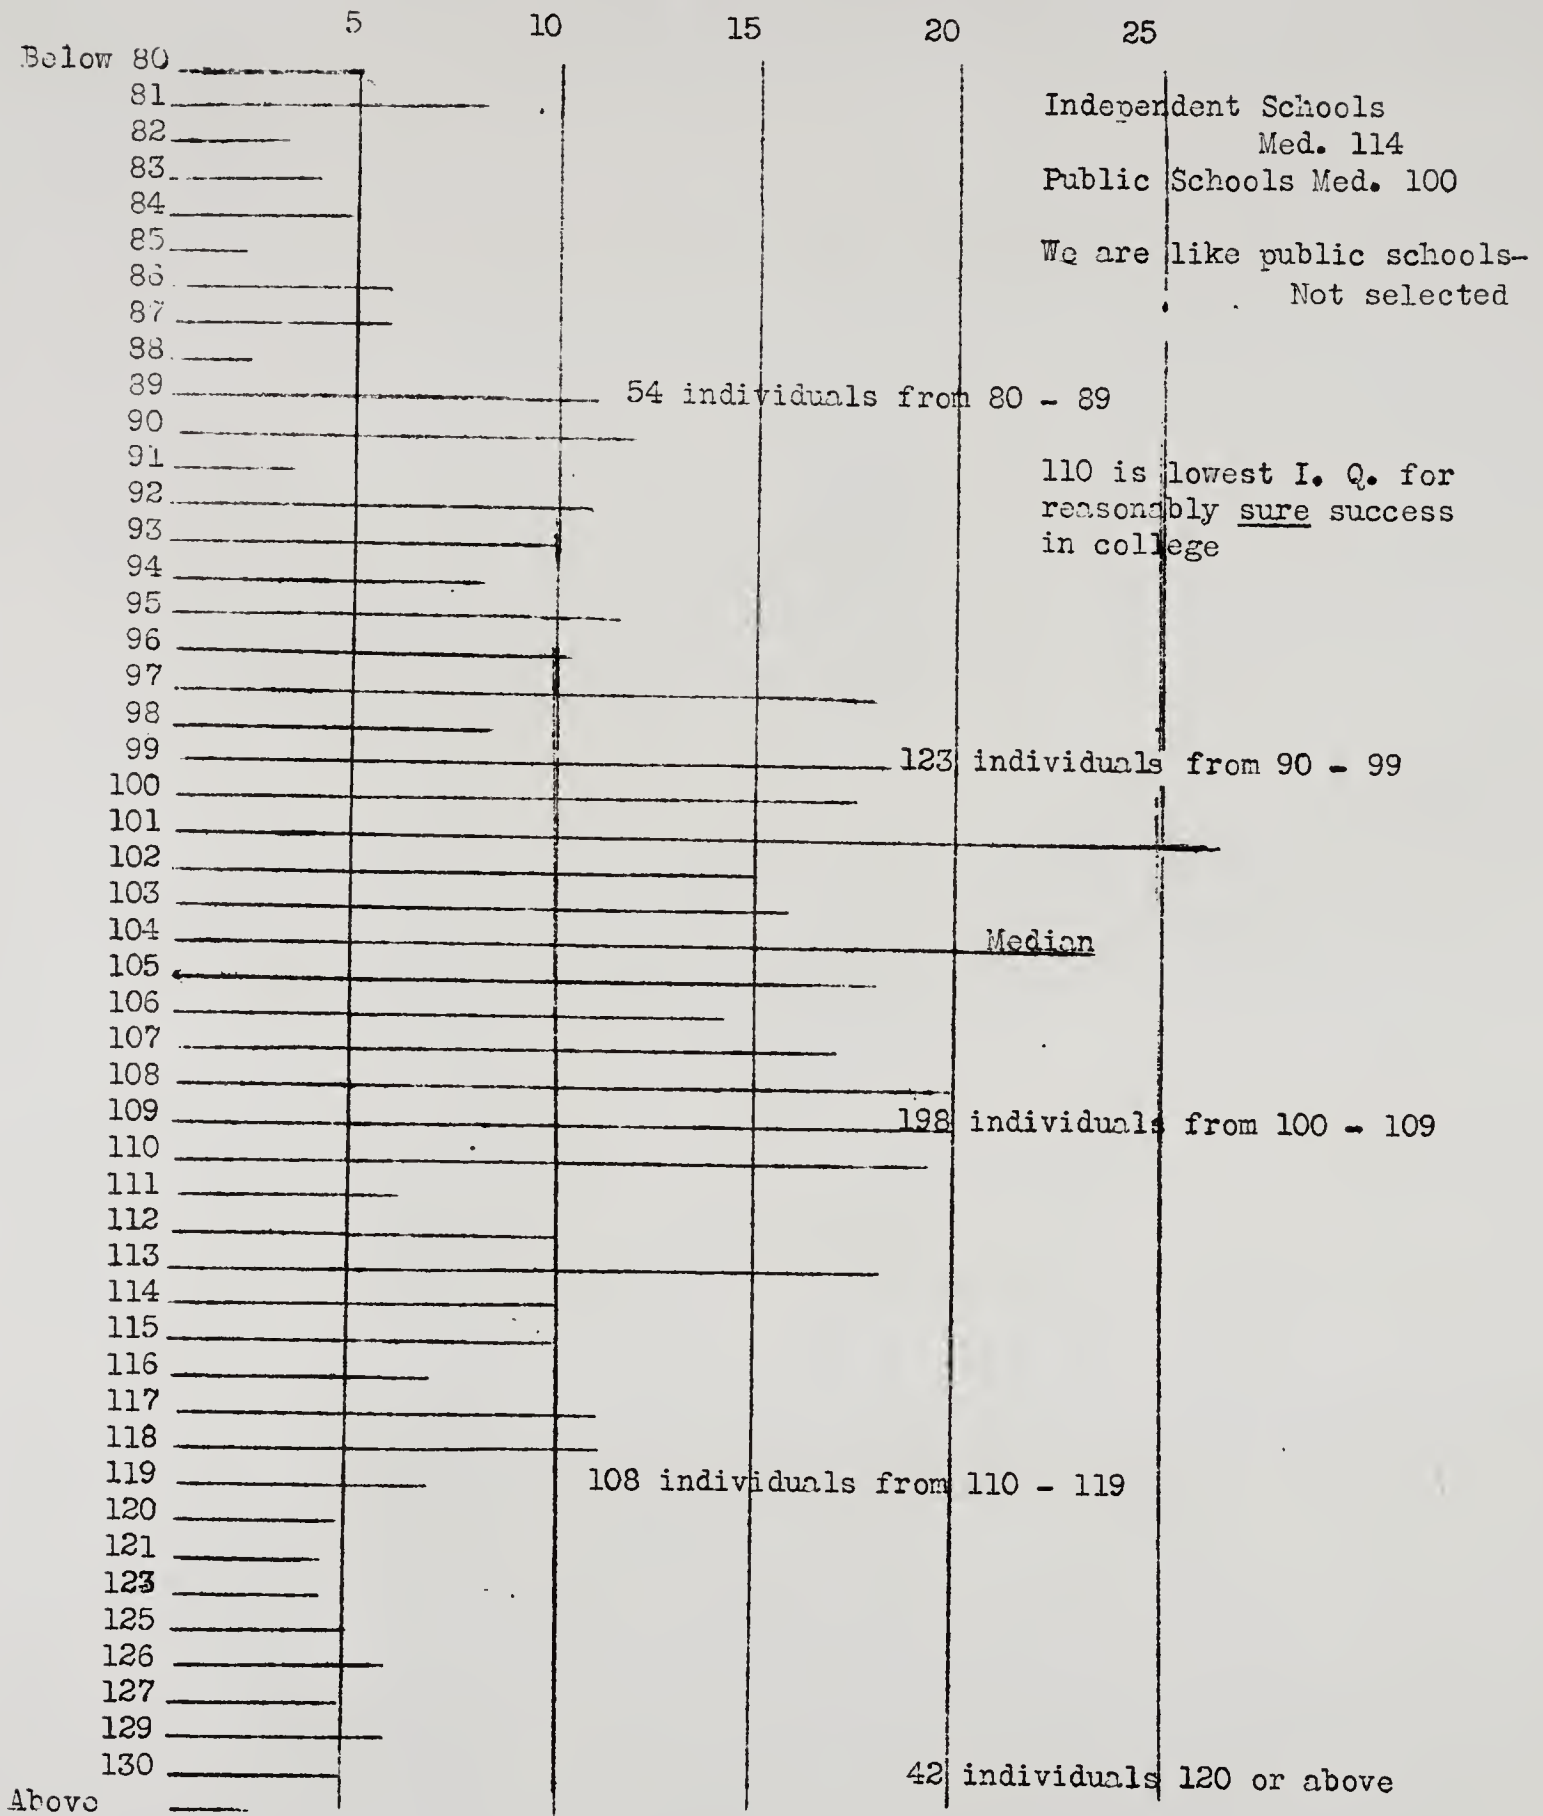 5 10 15 20 25
Below 80
81
Independent Schools
82
Med. 114
83
Public Schools Med. 100
84
85
We are like public schools-
86
Not selected
87
88
89 54 individuals from 80 - 89
90
91
110 is lowest I. Q. for
92
reasonably sure success
93
in college
94
95
96
97
98
99 123 individuals from 90 - 99
100
101
102
103
104 Median
105
106
107
108
109 198 individuals from 100 - 109
110
111
112
113
114
115
116
117
118
119 108 individuals from 110 - 119
120
121
123
125
126
127
129
130 42 individuals 120 or above
Above